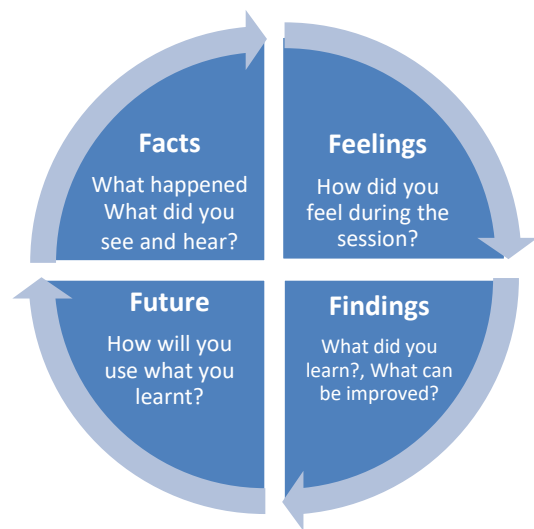 Facts
What happened
What did you
see and hear?
Feelings
How did you
feel during the
session?
Findings
What did you
learn?, What can
be improved?
Future
How will you
use what you
learnt?